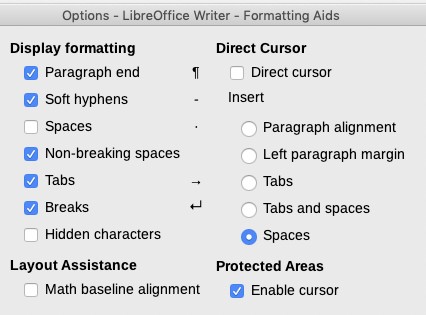 Options - LibreOffice Writer - Formatting Aids
Display formatting
Paragraph end ¶
Soft hyphens -
Spaces ·
Non-breaking spaces
Tabs →
Breaks ↵
Hidden characters
Layout Assistance
Math baseline alignment
Direct Cursor
Direct cursor
Insert
Paragraph alignment
Left paragraph margin
Tabs
Tabs and spaces
Spaces
Protected Areas
Enable cursor